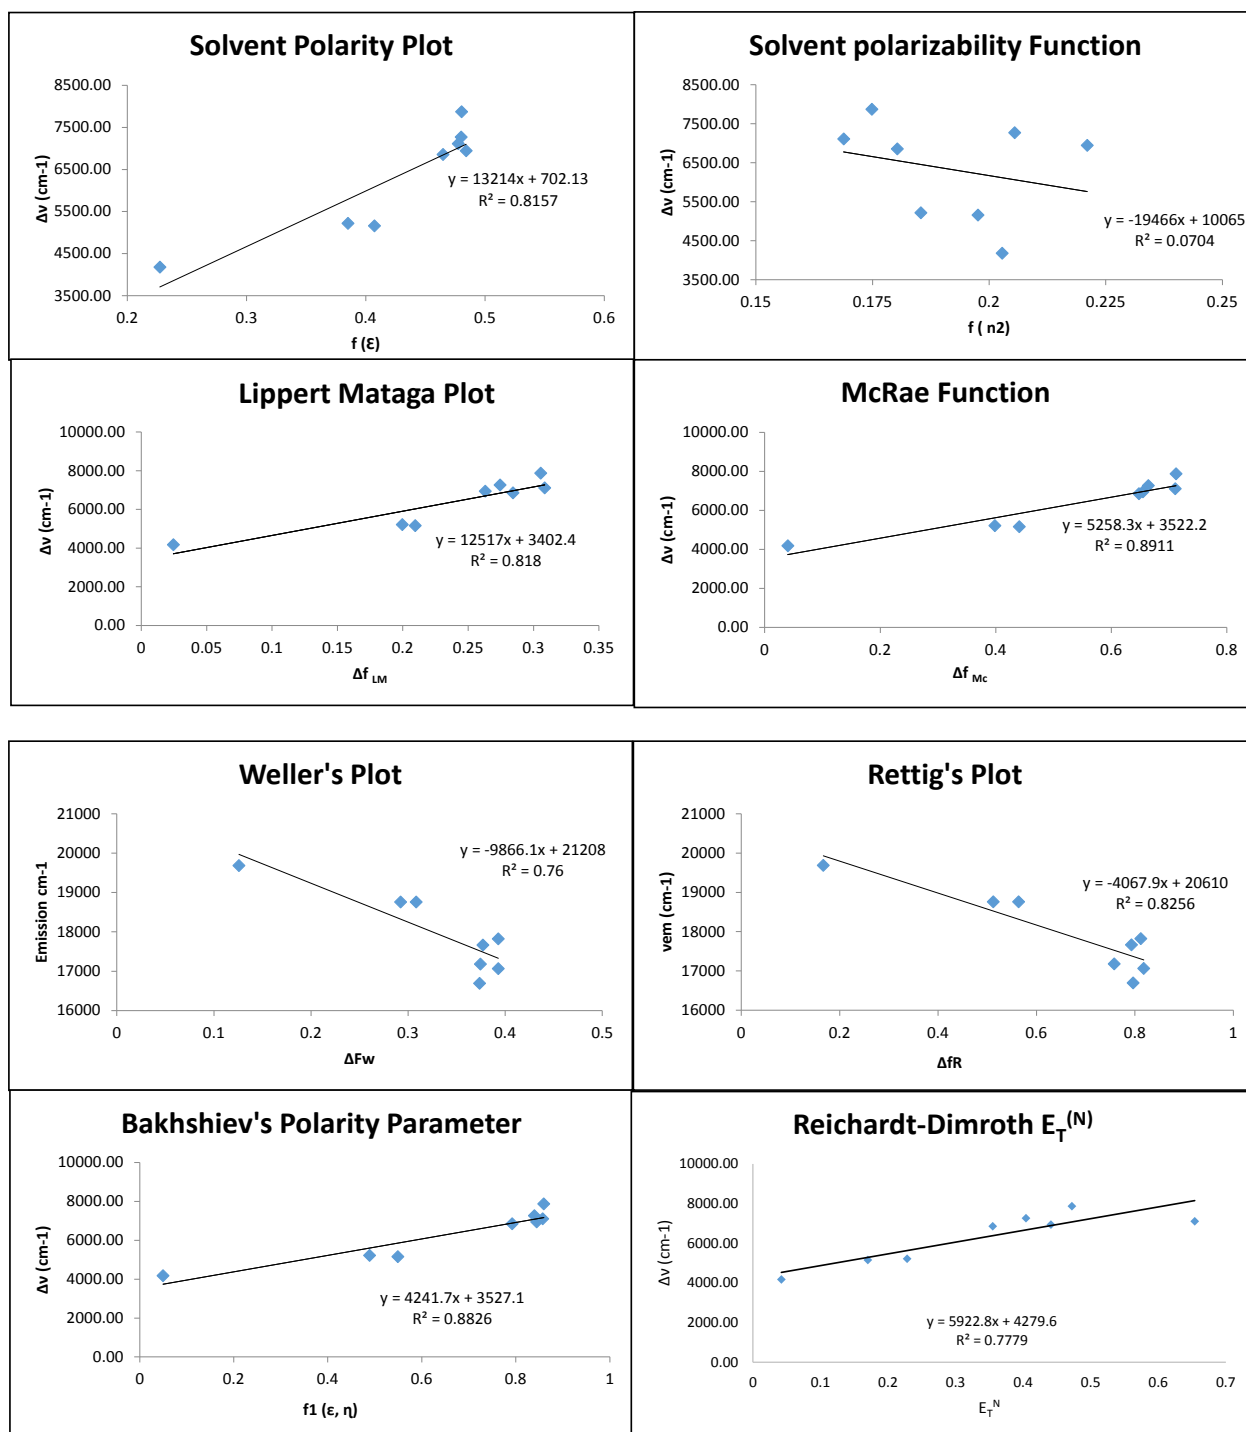 Solvent Polarity Plot
8500.00
7500.00
6500.00
5500.00
4500.00
3500.00
Δν (cm-1)
y = 13214x + 702.13
R² = 0.8157
0.2 0.3 0.4 0.5 0.6
f (Ɛ)
Solvent polarizability Function
8500.00
7500.00
6500.00
5500.00
4500.00
3500.00
Δν (cm-1)
y = -19466x + 10065
R² = 0.0704
0.15 0.175 0.2 0.225 0.25
f ( n2)
Lippert Mataga Plot
10000.00
8000.00
6000.00
4000.00
2000.00
0.00
Δν (cm-1)
y = 12517x + 3402.4
R² = 0.818
0 0.05 0.1 0.15 0.2 0.25 0.3 0.35
Δf LM
McRae Function
10000.00
8000.00
6000.00
4000.00
2000.00
0.00
Δν (cm-1)
y = 5258.3x + 3522.2
R² = 0.8911
0 0.2 0.4 0.6 0.8
Δf Mc
Weller's Plot
21000
20000
19000
18000
17000
16000
Emission cm-1
y = -9866.1x + 21208
R² = 0.76
0 0.1 0.2 0.3 0.4 0.5
ΔFw
Rettig's Plot
21000
20000
19000
18000
17000
16000
νem (cm-1)
y = -4067.9x + 20610
R² = 0.8256
0 0.2 0.4 0.6 0.8 1
ΔfR
Bakhshiev's Polarity Parameter
10000.00
8000.00
6000.00
4000.00
2000.00
0.00
Δν (cm-1)
y = 4241.7x + 3527.1
R² = 0.8826
0 0.2 0.4 0.6 0.8 1
f1 (ε, η)
Reichardt-Dimroth E_T^(N)
10000.00
8000.00
6000.00
4000.00
2000.00
0.00
Δν (cm-1)
y = 5922.8x + 4279.6
R² = 0.7779
0 0.1 0.2 0.3 0.4 0.5 0.6 0.7
E_T^N